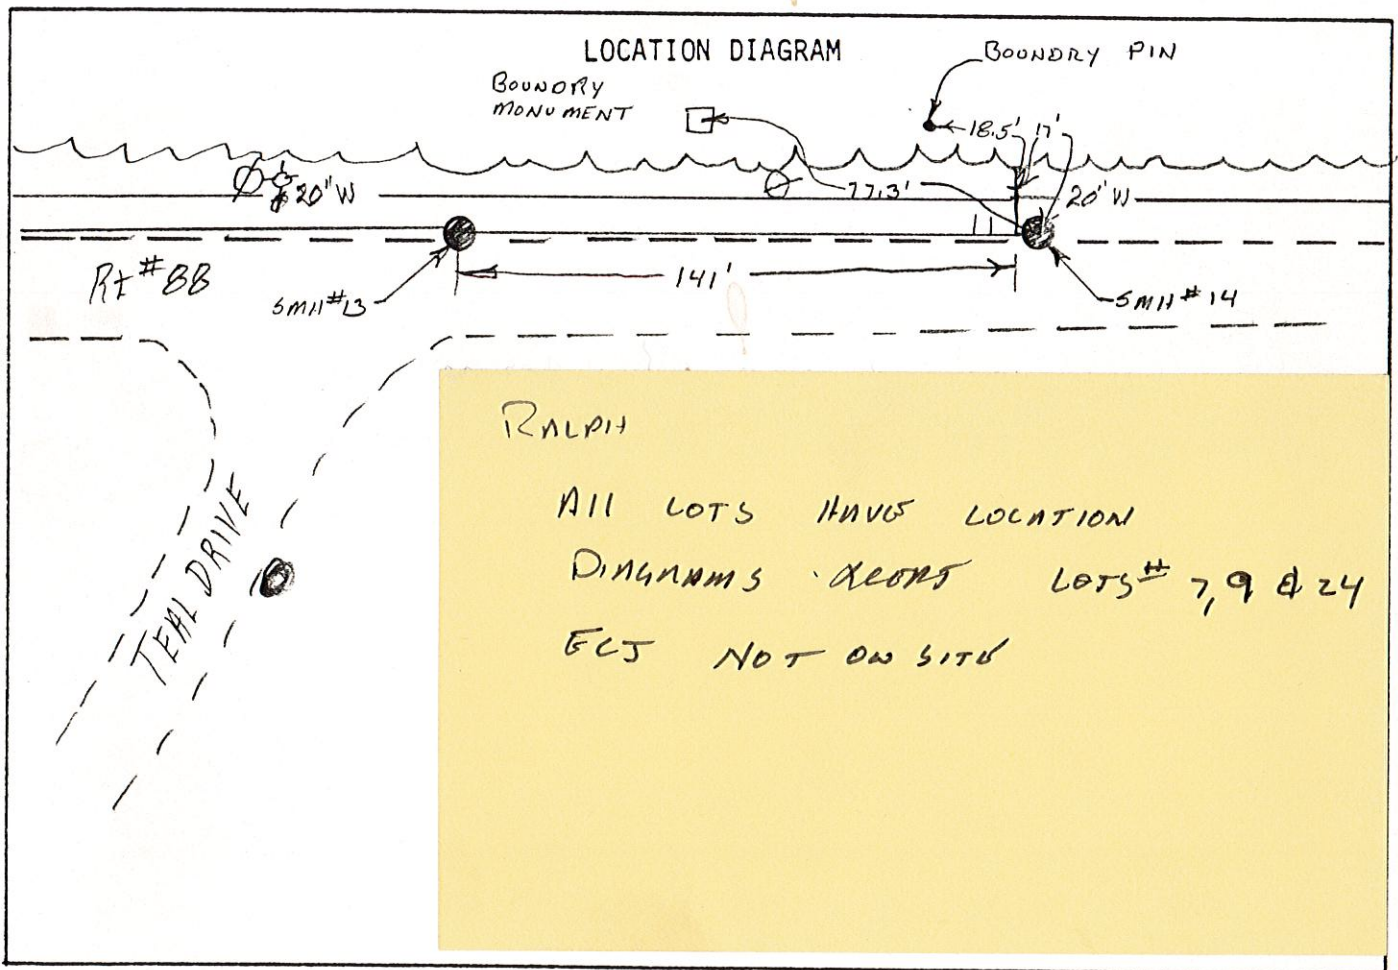 LOCATION DIAGRAM
BOUNDRY PIN
BOUNDRY
MONUMENT
18.5'
17'
20" W
77.3'
20" W
Rt #88
141'
SMH #13
SMH # 14
TEAL DRIVE
RALPH
All LOTS HAVE LOCATION
DIAGRAMS LOTS # 7, 9 & 24
ECJ NOT ON SITE